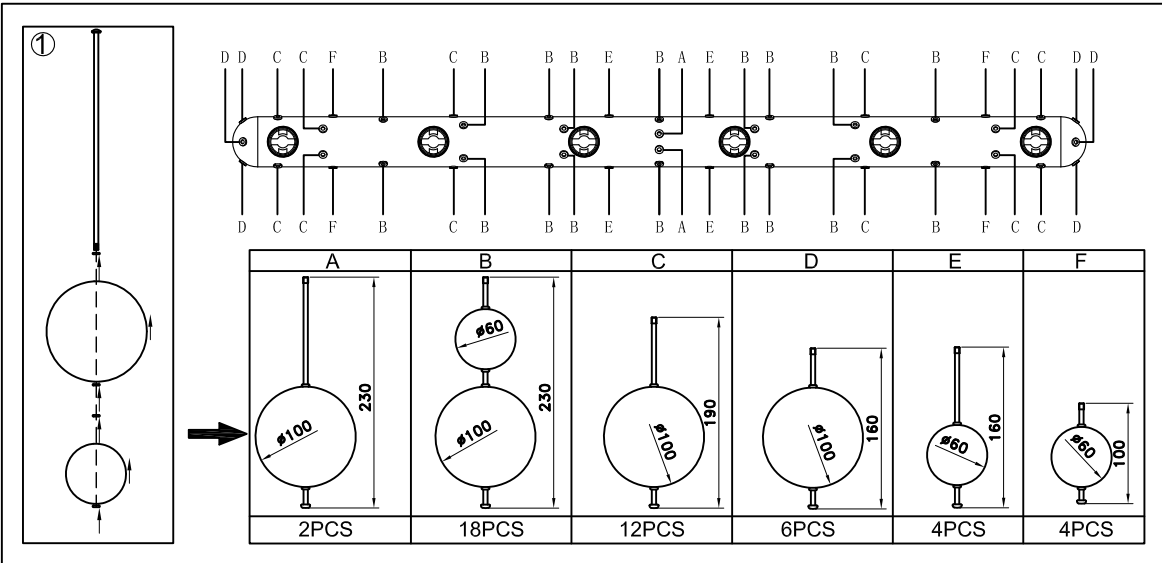 ①
D D C C F B C B B B E B A E B B B C B F C C D D
D C C F B C B B B E B A E B B B C B F C C D
A B C D E F
ø100 230
ø60 ø100 230
ø100 190
ø100 160
ø60 160
ø60 100
2PCS 18PCS 12PCS 6PCS 4PCS 4PCS